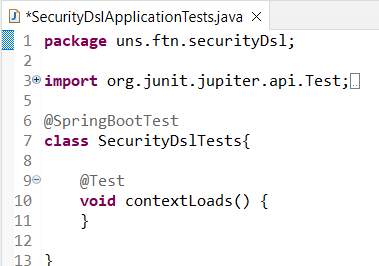 *SecurityDslApplicationTests.java
1 package uns.ftn.securityDsl;
2
3 import org.junit.jupiter.api.Test;
5
6 @SpringBootTest
7 class SecurityDslTests{
8
9 @Test
10 void contextLoads() {
11 }
12
13 }